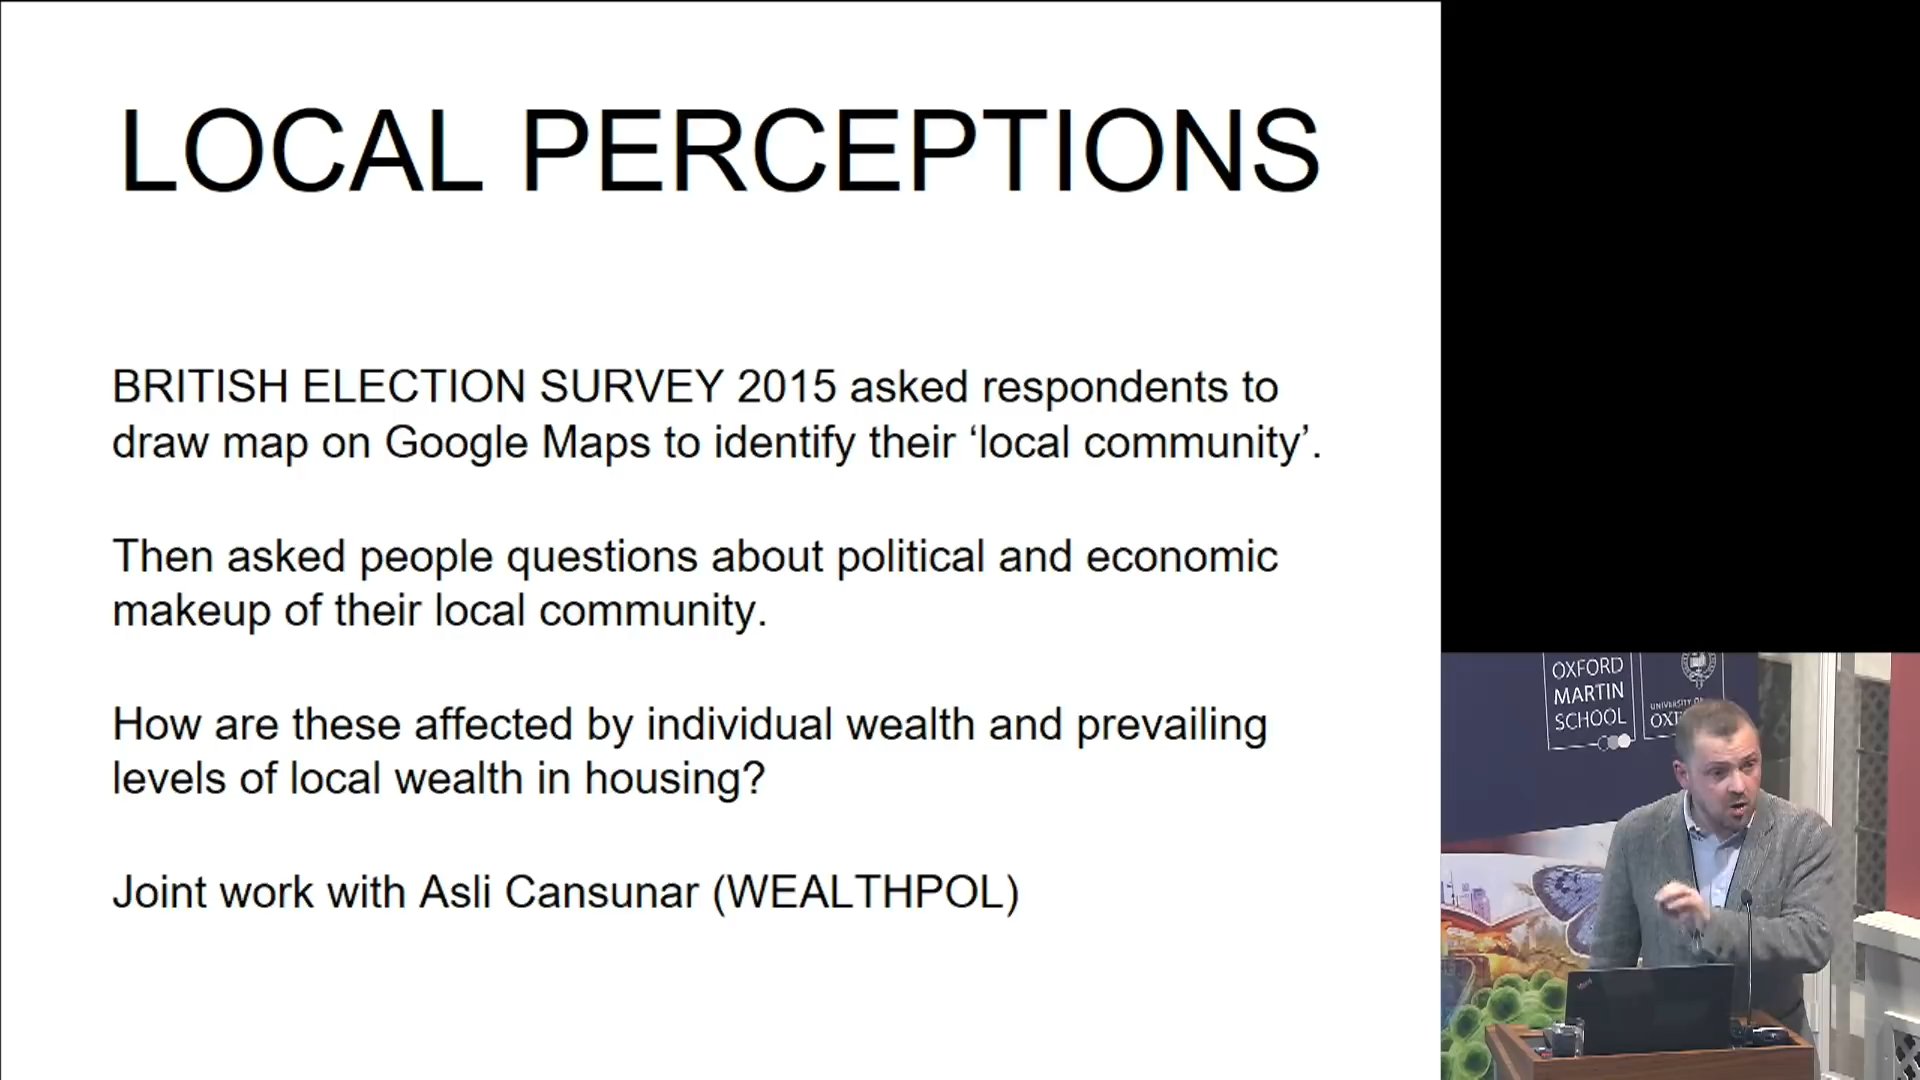 LOCAL PERCEPTIONS
BRITISH ELECTION SURVEY 2015 asked respondents to
draw map on Google Maps to identify their ‘local community’.
Then asked people questions about political and economic
makeup of their local community.
How are these affected by individual wealth and prevailing
levels of local wealth in housing?
Joint work with Asli Cansunar (WEALTHPOL)
OXFORD
MARTIN
SCHOOL
UNIVERSITY